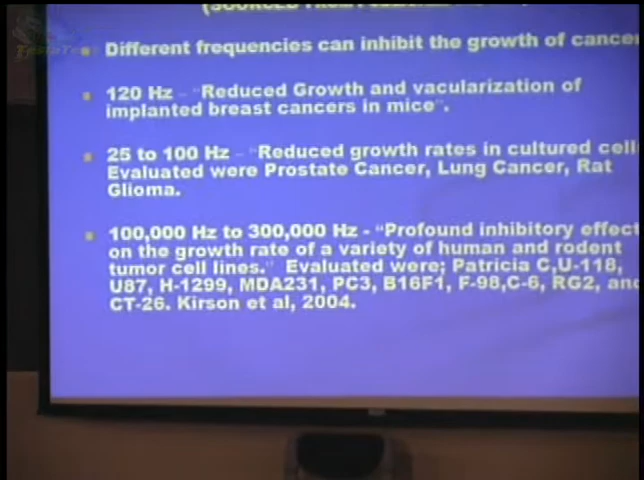 Different frequencies can inhibit the growth of cancer
120 Hz - "Reduced Growth and vacularization of
implanted breast cancers in mice".
25 to 100 Hz - "Reduced growth rates in cultured cell
Evaluated were Prostate Cancer, Lung Cancer, Rat
Glioma.
100,000 Hz to 300,000 Hz - "Profound inhibitory effect
on the growth rate of a variety of human and rodent
tumor cell lines." Evaluated were; Patricia C,U-118,
U87, H-1299, MDA231, PC3, B16F1, F-98,C-6, RG2, and
CT-26. Kirson et al, 2004.